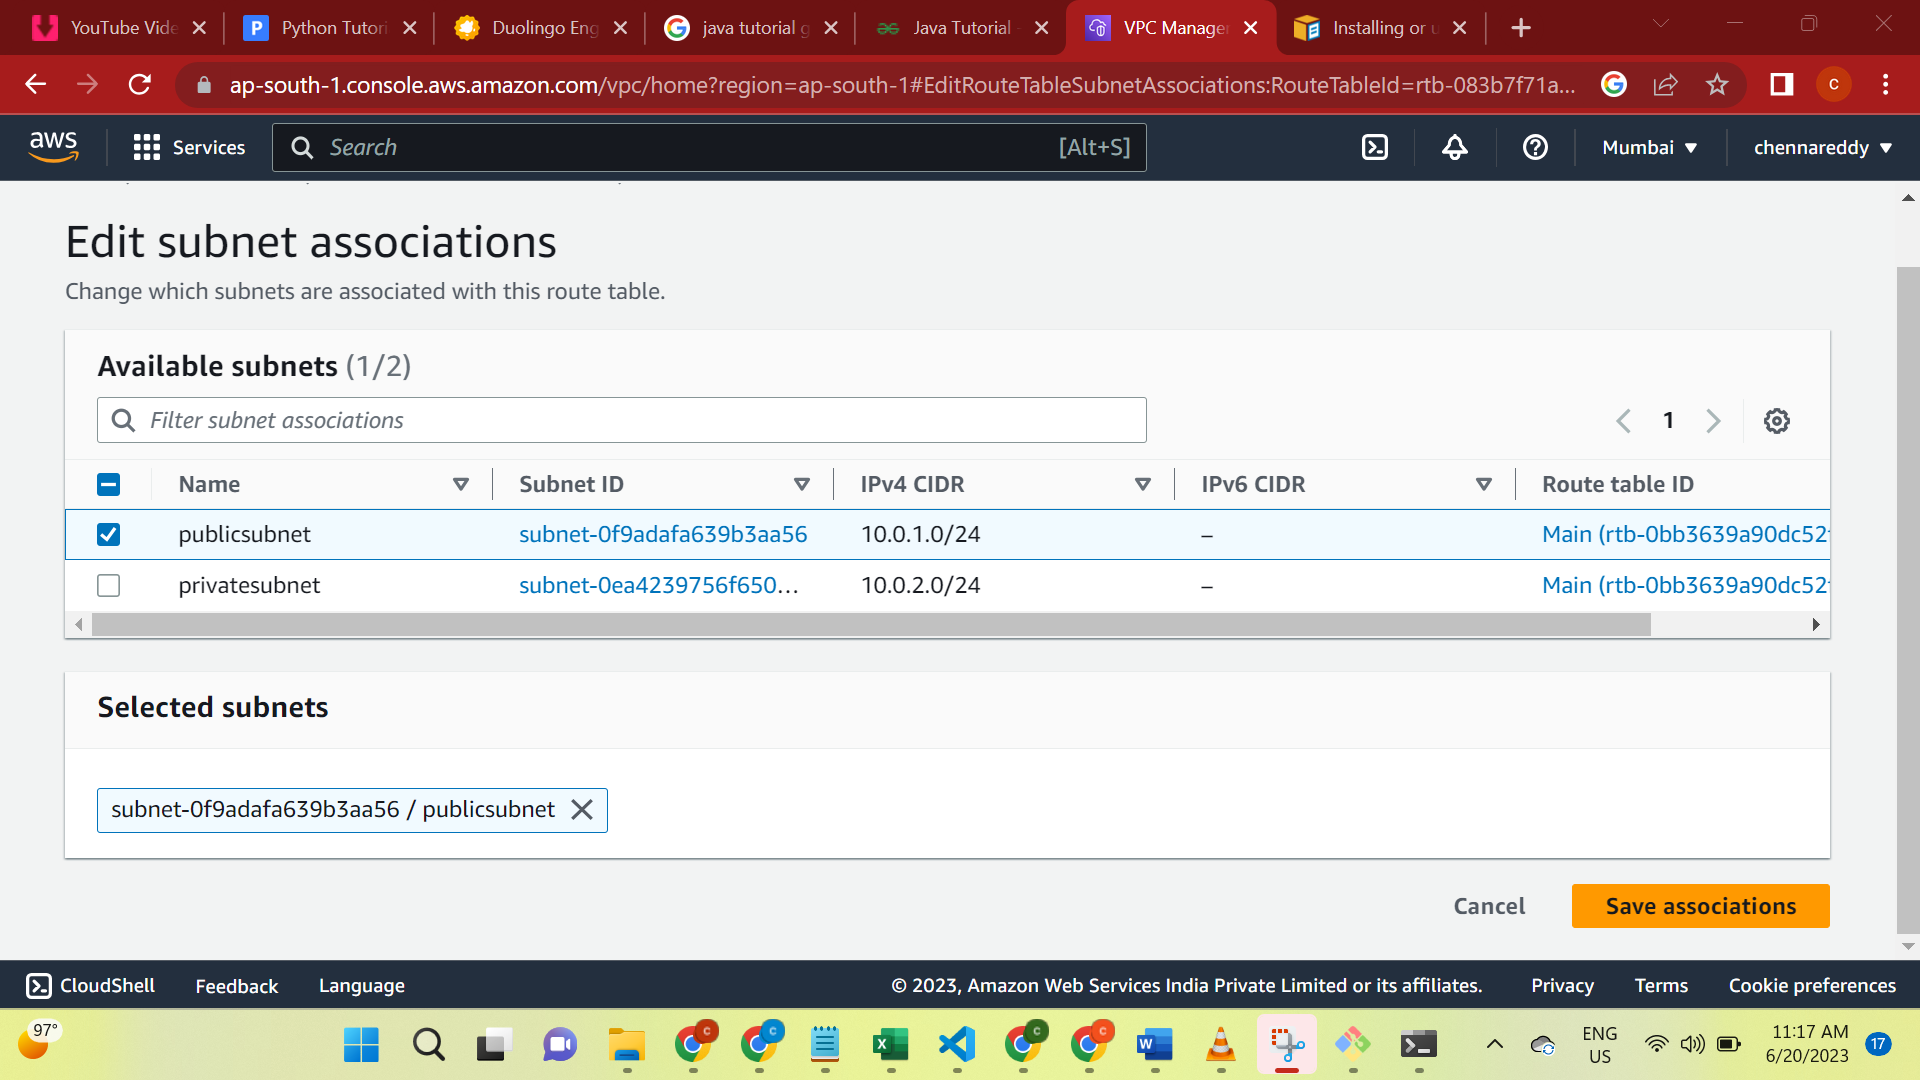 YouTube Vide
Python Tutori
Duolingo Eng
java tutorial g
Java Tutorial -
VPC Manager
Installing or u
ap-south-1.console.aws.amazon.com/vpc/home?region=ap-south-1#EditRouteTableSubnetAssociations:RouteTableId=rtb-083b7f71a...
c
aws
Services
Search
[Alt+S]
Mumbai
chennareddy
Edit subnet associations
Change which subnets are associated with this route table.
Available subnets (1/2)
Filter subnet associations
1
Name Subnet ID IPv4 CIDR IPv6 CIDR Route table ID
publicsubnet subnet-0f9adafa639b3aa56 10.0.1.0/24 – Main (rtb-0bb3639a90dc52
privatesubnet subnet-0ea4239756f650... 10.0.2.0/24 – Main (rtb-0bb3639a90dc52
Selected subnets
subnet-0f9adafa639b3aa56 / publicsubnet
Cancel
Save associations
CloudShell
Feedback
Language
© 2023, Amazon Web Services India Private Limited or its affiliates.
Privacy
Terms
Cookie preferences
97°
ENG
US
11:17 AM
6/20/2023
17